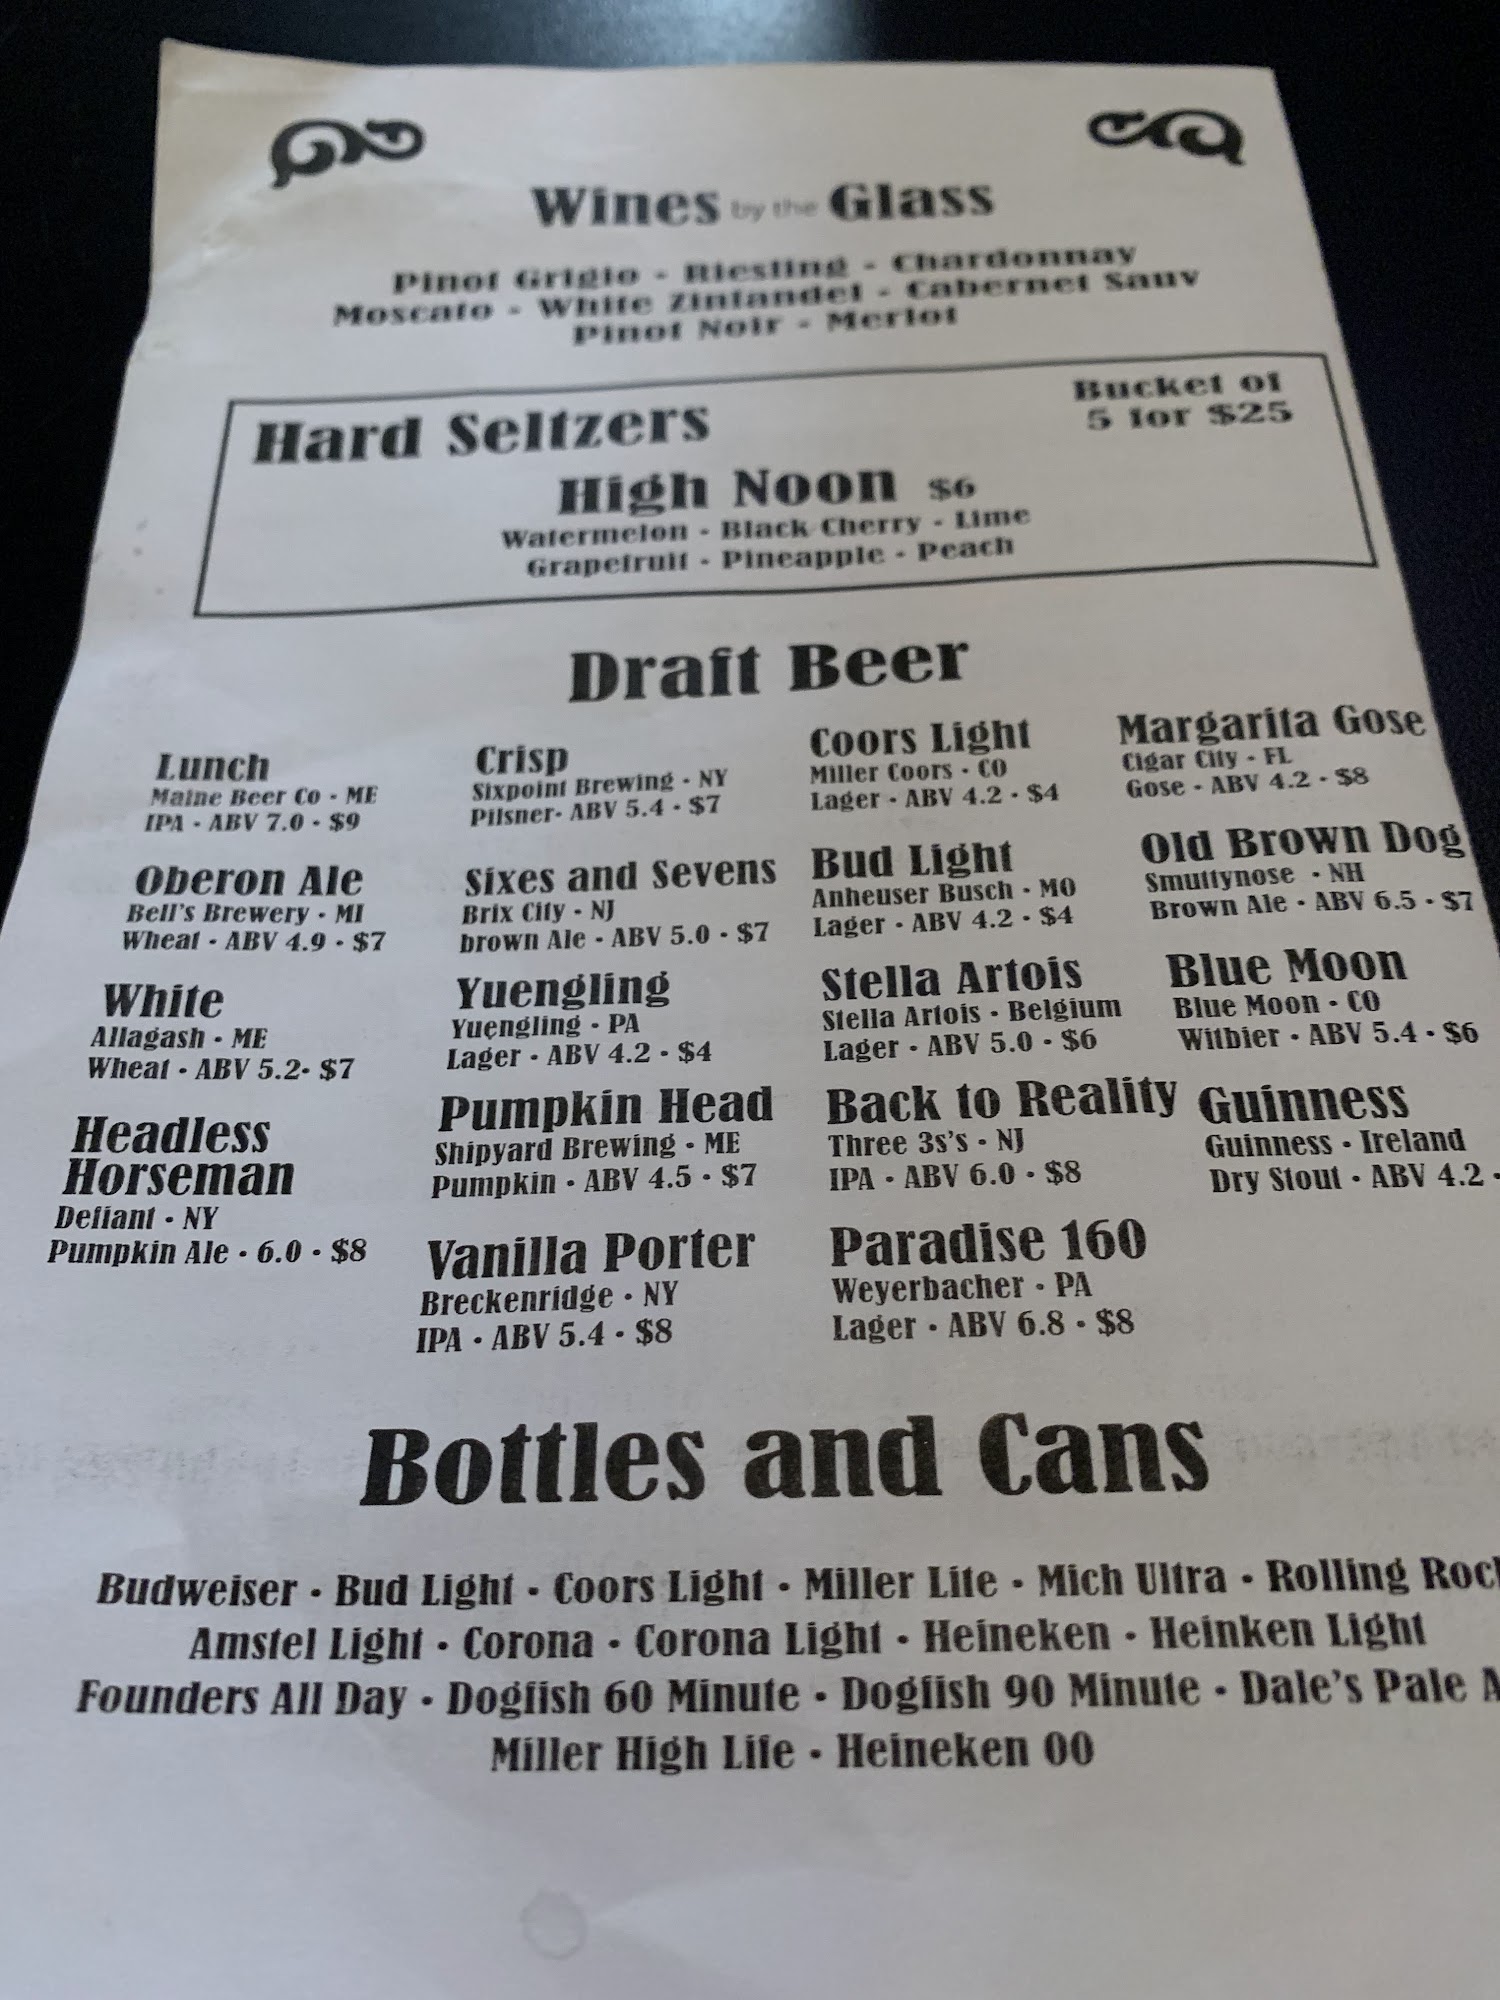 Wines by the Glass
Pinot Grigio - Riesling - Chardonnay
Moscato - White Zinfandel - Cabernet Sauv
Pinot Noir - Merlot
Hard Seltzers
Bucket of
5 for $25
High Noon $6
Watermelon - Black Cherry - Lime
Grapefruit - Pineapple - Peach
Draft Beer
Lunch
Maine Beer Co - ME
IPA - ABV 7.0 - $9
Oberon Ale
Bell's Brewery - MI
Wheat - ABV 4.9 - $7
White
Allagash - ME
Wheat - ABV 5.2- $7
Headless
Horseman
Defiant - NY
Pumpkin Ale - 6.0 - $8
Crisp
Sixpoint Brewing - NY
Pilsner- ABV 5.4 - $7
Sixes and Sevens
Brix City - NJ
brown Ale - ABV 5.0 - $7
Yuengling
Yuengling - PA
Lager - ABV 4.2 - $4
Pumpkin Head
Shipyard Brewing - ME
Pumpkin - ABV 4.5 - $7
Vanilla Porter
Breckenridge - NY
IPA - ABV 5.4 - $8
Coors Light
Miller Coors - CO
Lager - ABV 4.2 - $4
Bud Light
Anheuser Busch - MO
Lager - ABV 4.2 - $4
Stella Artois
Stella Artois - Belgium
Lager - ABV 5.0 - $6
Back to Reality
Three 3s's - NJ
IPA - ABV 6.0 - $8
Paradise 160
Weyerbacher - PA
Lager - ABV 6.8 - $8
Margarita Gose
Cigar City - FL
Gose - ABV 4.2 - $8
Old Brown Dog
Smuttynose - NH
Brown Ale - ABV 6.5 - $7
Blue Moon
Blue Moon - CO
Witbier - ABV 5.4 - $6
Guinness
Guinness - Ireland
Dry Stout - ABV 4.2 -
Bottles and Cans
Budweiser - Bud Light - Coors Light - Miller Lite - Mich Ultra - Rolling
Amstel Light - Corona - Corona Light - Heineken - Heinken Light
Founders All Day - Dogfish 60 Minute - Dogfish 90 Minute - Dale's Pale
Miller High Life - Heineken 00